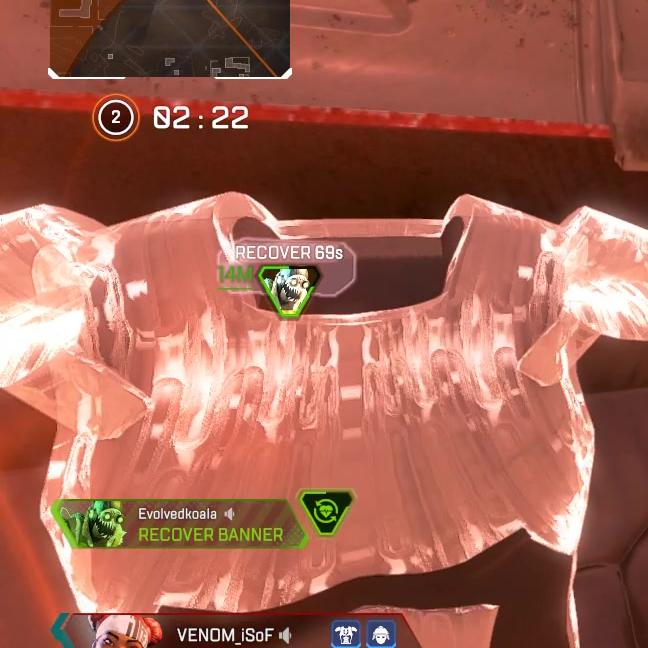 2 02:22
RECOVER 69s
14M
Evolvedkoala
RECOVER BANNER
VENOM_iSoF